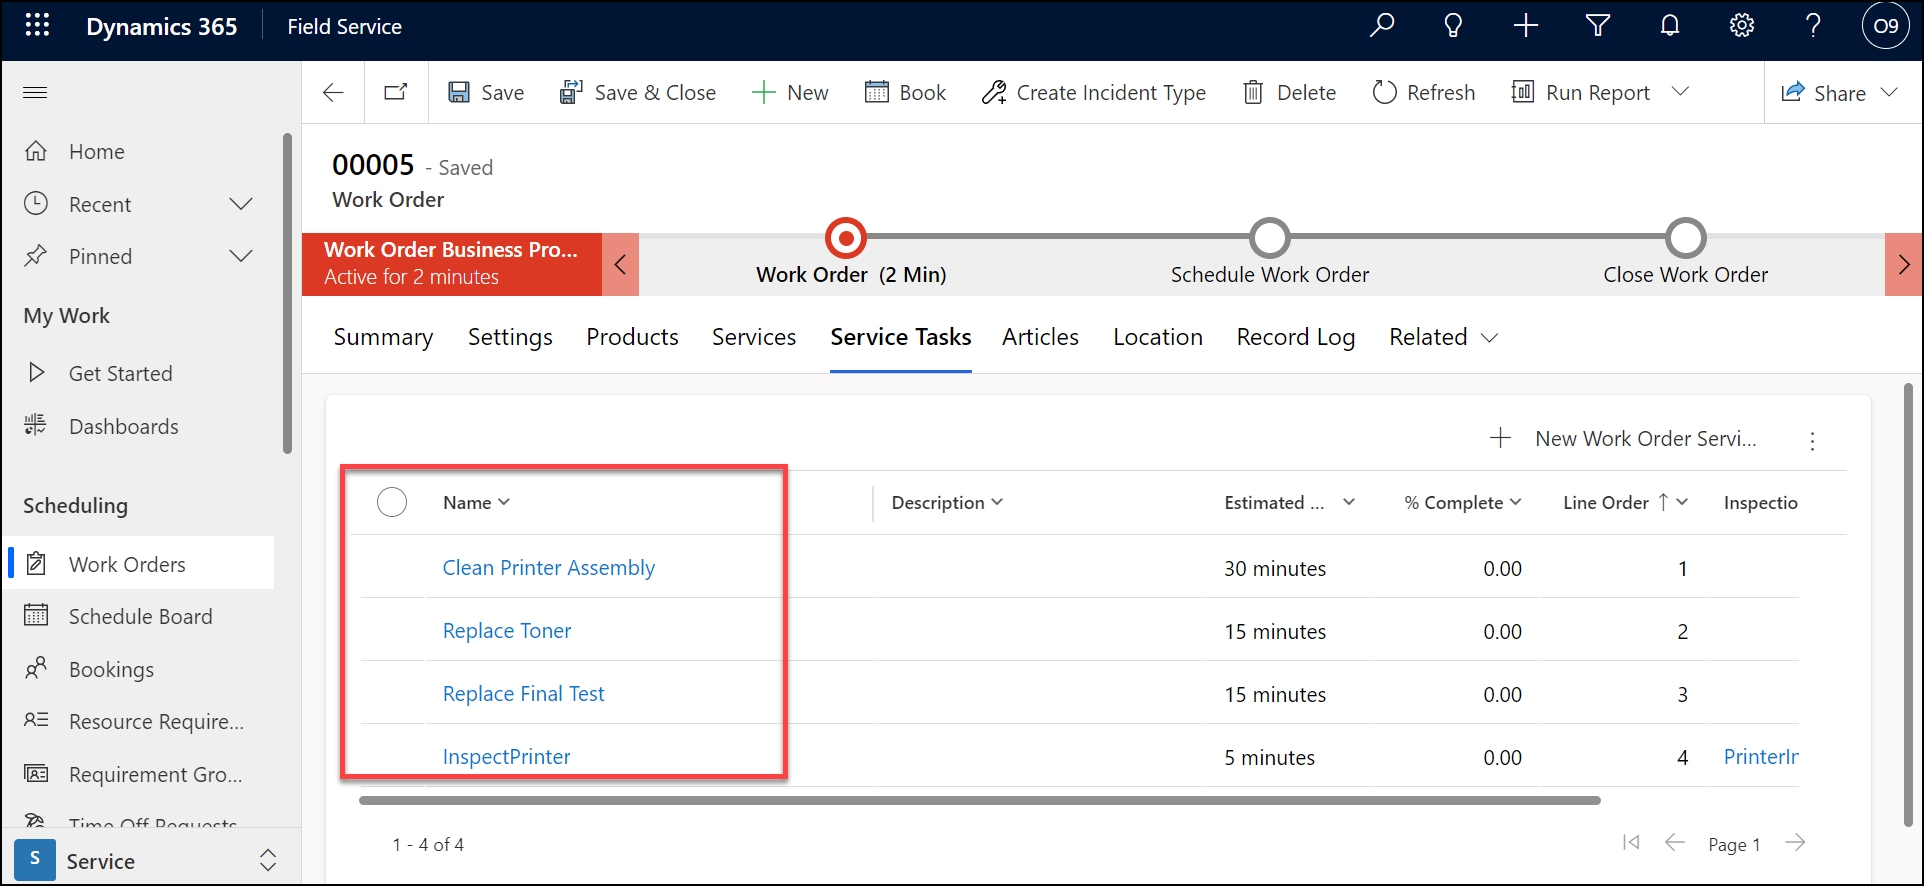 Dynamics 365 Field Service O9
Save Save & Close New Book Create Incident Type Delete Refresh Run Report Share
Home
Recent
Pinned
My Work
Get Started
Dashboards
Scheduling
Work Orders
Schedule Board
Bookings
Resource Require...
Requirement Gro...
Time Off Requests
S Service
00005 - Saved
Work Order
Work Order Business Pro...
Active for 2 minutes
Work Order (2 Min) Schedule Work Order Close Work Order
Summary Settings Products Services Service Tasks Articles Location Record Log Related
New Work Order Servi...
Name Description Estimated ... % Complete Line Order Inspectio
Clean Printer Assembly 30 minutes 0.00 1
Replace Toner 15 minutes 0.00 2
Replace Final Test 15 minutes 0.00 3
InspectPrinter 5 minutes 0.00 4 PrinterIn
1 - 4 of 4 Page 1